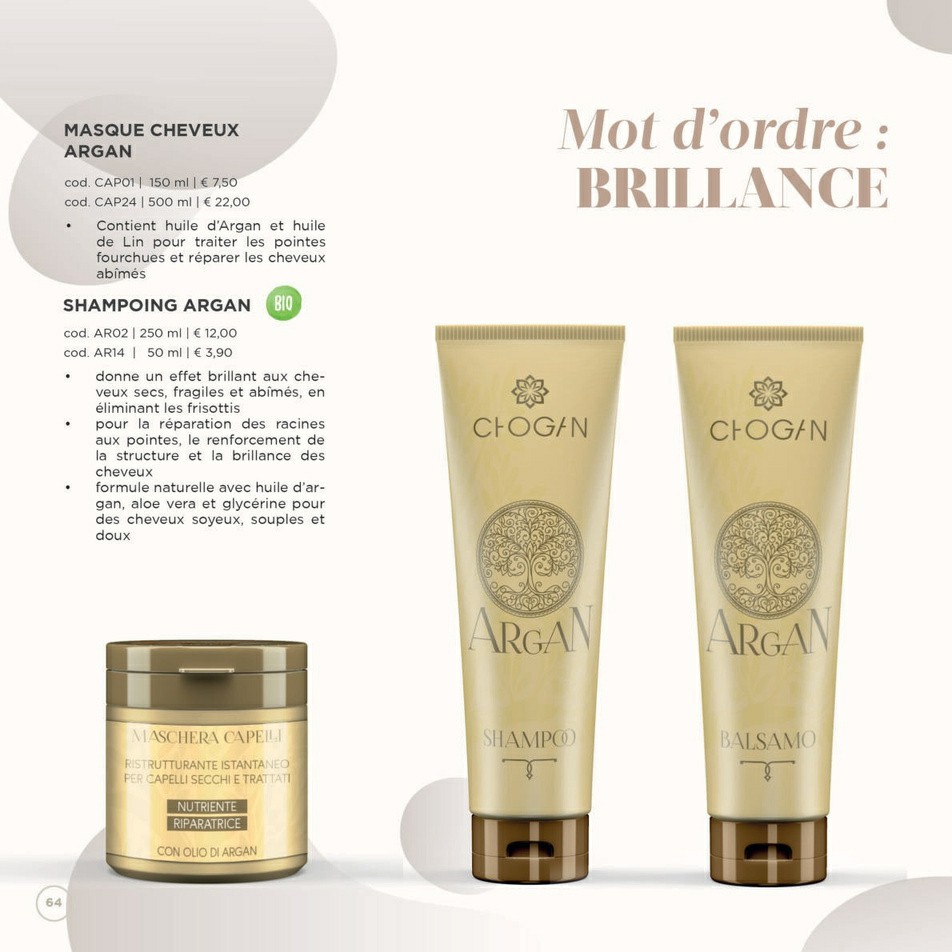 MASQUE CHEVEUX
ARGAN
cod. CAP01 | 150 ml | € 7,50
cod. CAP24 | 500 ml | € 22,00
• Contient huile d'Argan et huile
de Lin pour traiter les pointes
fourchues et réparer les cheveux
abîmés
SHAMPOING ARGAN BIO
cod. AR02 | 250 ml | € 12,00
cod. AR14 | 50 ml | € 3,90
• donne un effet brillant aux che-
veux secs, fragiles et abîmés, en
éliminant les frisottis
• pour la réparation des racines
aux pointes, le renforcement de
la structure et la brillance des
cheveux
• formule naturelle avec huile d'ar-
gan, aloe vera et glycérine pour
des cheveux soyeux, souples et
doux
Mot d'ordre :
BRILLANCE
CHOGAN
ARGAN
SHAMPOO
CHOGAN
ARGAN
BALSAMO
MASCHERA CAPELLI
RISTRUTTURANTE ISTANTANEO
PER CAPELLI SECCHI E TRATTATI
NUTRIENTE
RIPARATRICE
CON OLIO DI ARGAN
64